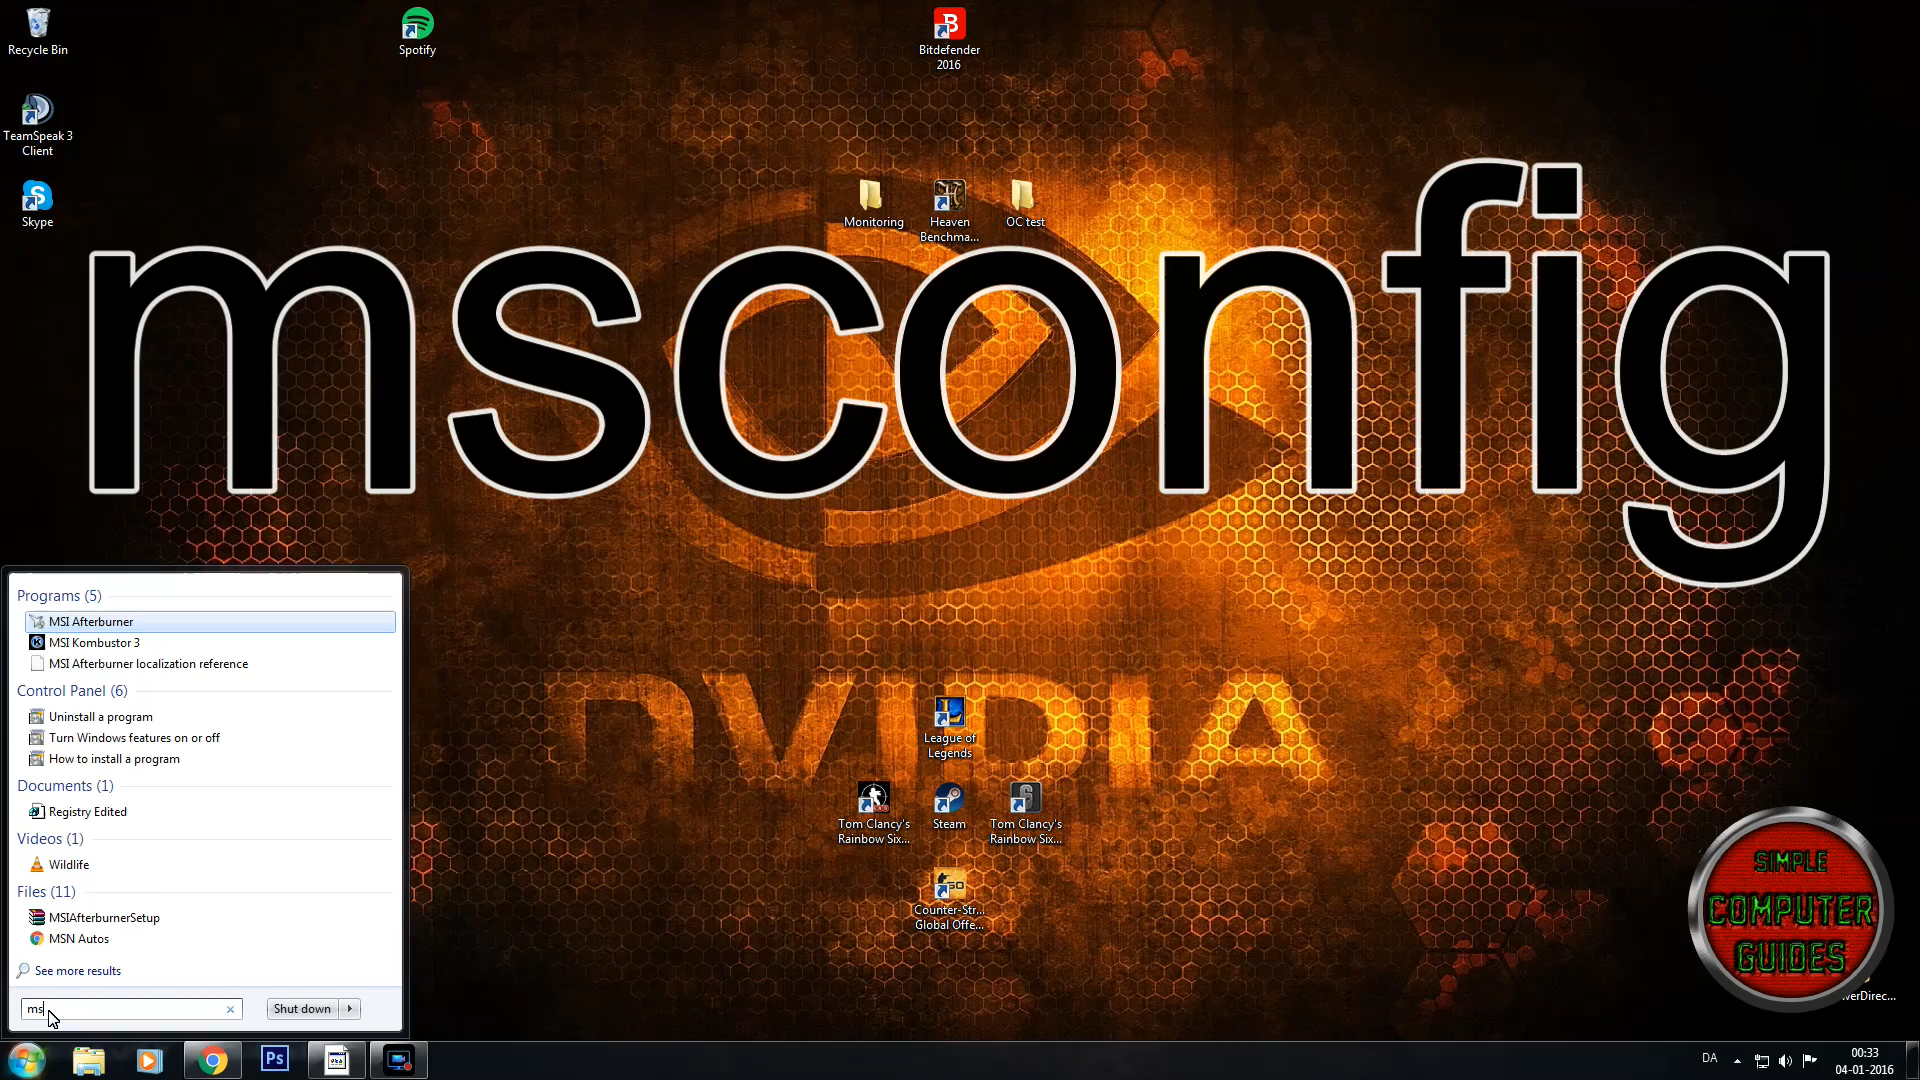 Recycle Bin
Spotify
Bitdefender
2016
TeamSpeak 3
Client
Skype
Monitoring
Heaven
Benchma...
OC test
msconfig
nVIDIA
Programs (5)
MSI Afterburner
MSI Kombustor 3
MSI Afterburner localization reference
Control Panel (6)
Uninstall a program
Turn Windows features on or off
How to install a program
Documents (1)
Registry Edited
Videos (1)
Wildlife
Files (11)
MSIAfterburnerSetup
MSN Autos
See more results
ms
Shut down
League of
Legends
Tom Clancy's
Rainbow Six...
Steam
Tom Clancy's
Rainbow Six...
Counter-Str...
Global Offe...
SIMPLE
COMPUTER
GUIDES
Ps
DA
00:33
04-01-2016